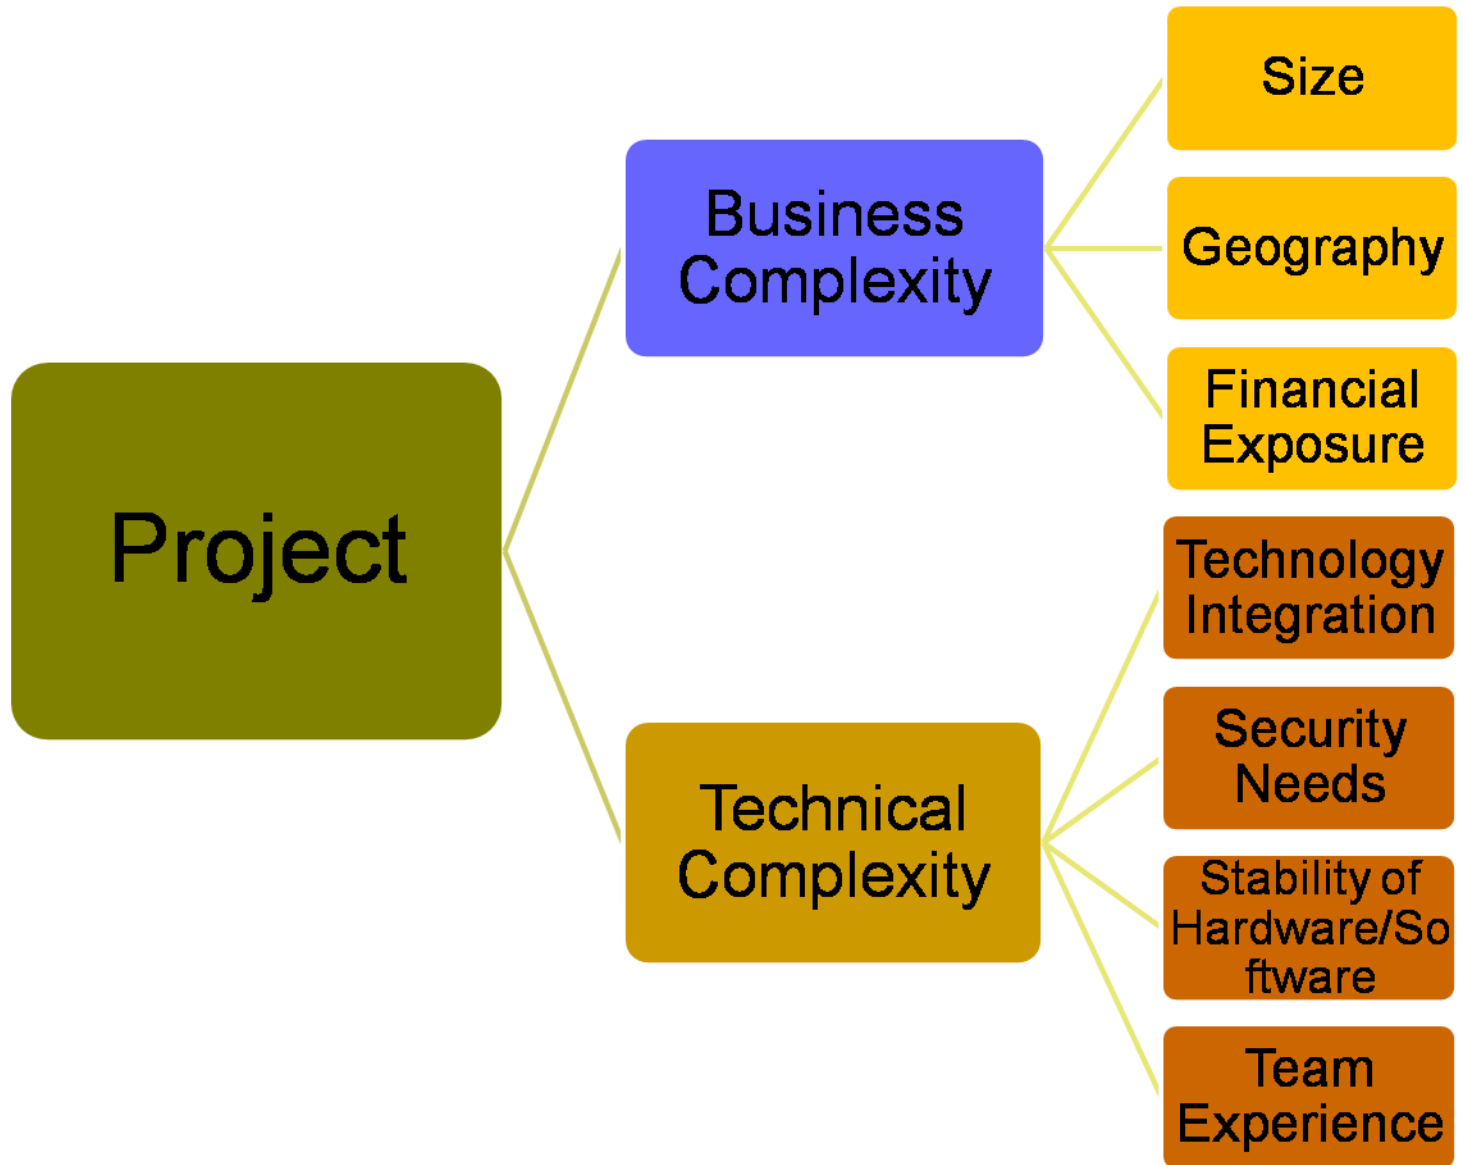 Project
Business
Complexity
Size
Geography
Financial
Exposure
Technical
Complexity
Technology
Integration
Security
Needs
Stability of
Hardware/So
ftware
Team
Experience